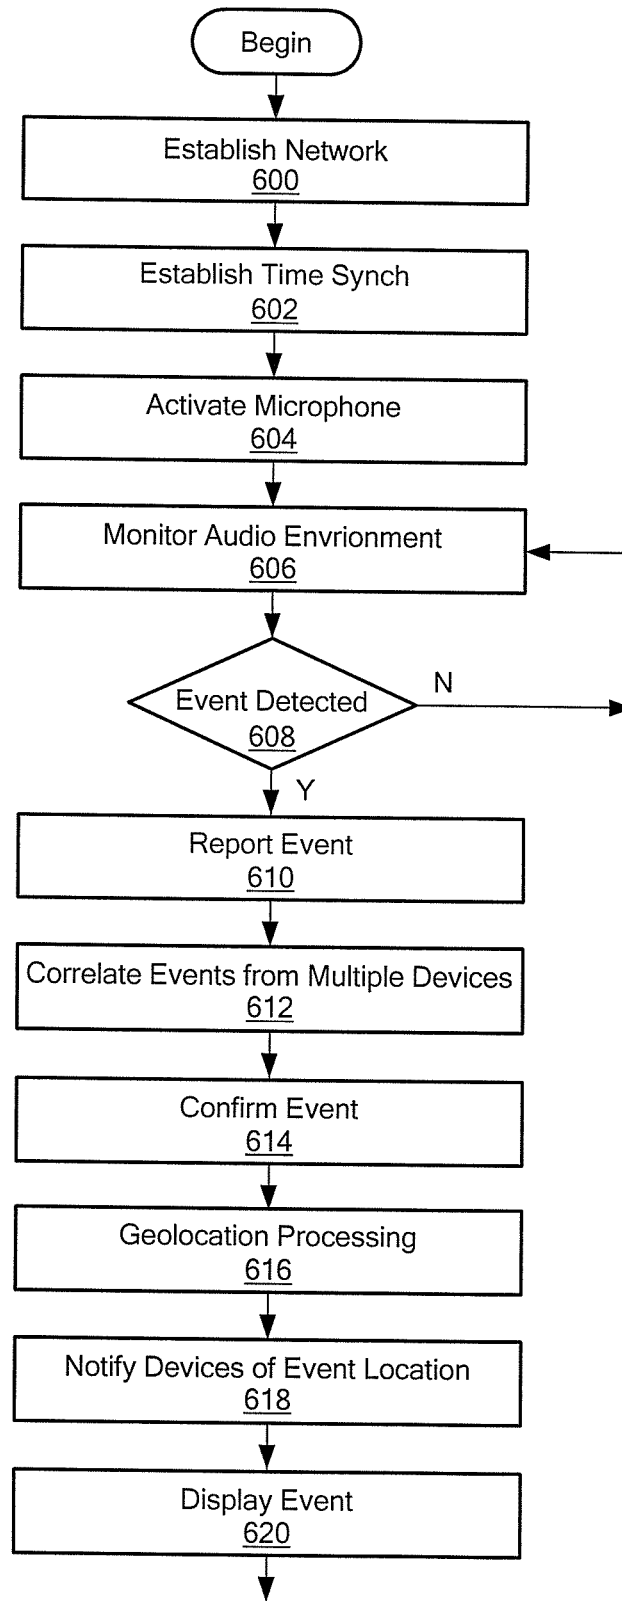 Begin
Establish Network
600
Establish Time Synch
602
Activate Microphone
604
Monitor Audio Envrionment
606
Event Detected
608
N
Y
Report Event
610
Correlate Events from Multiple Devices
612
Confirm Event
614
Geolocation Processing
616
Notify Devices of Event Location
618
Display Event
620